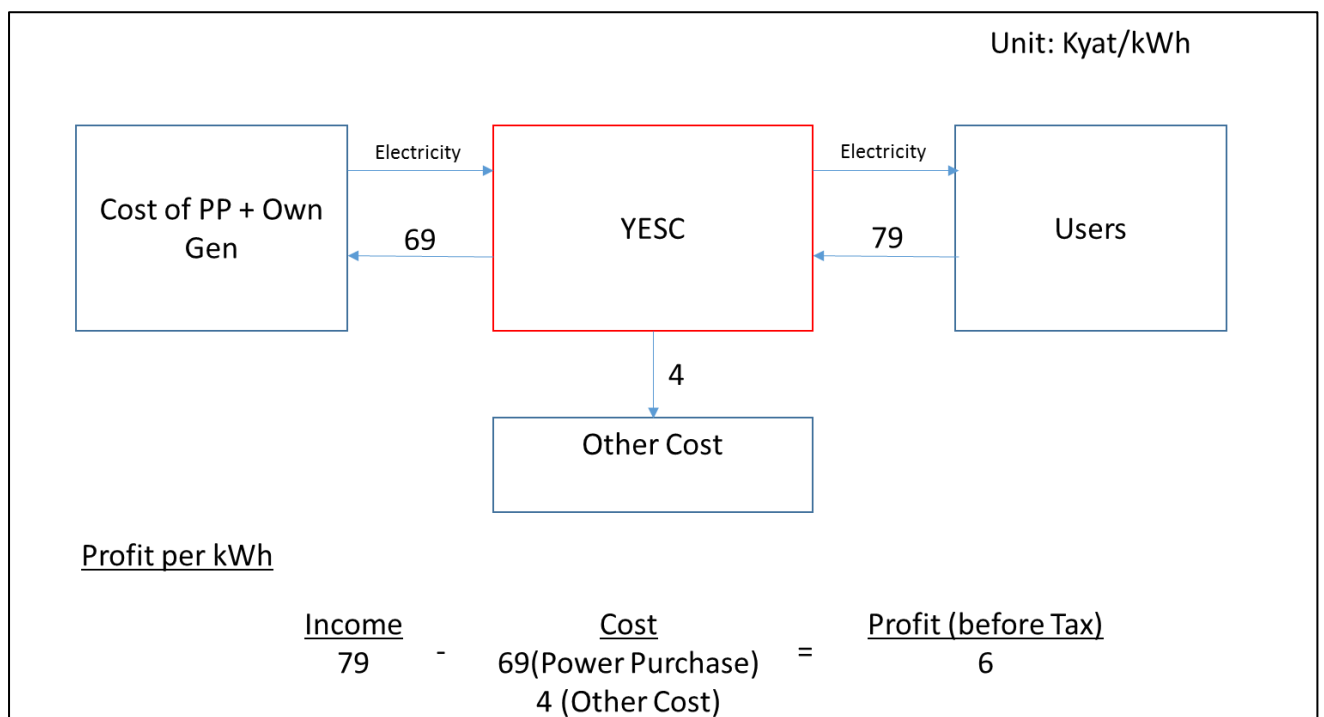 Unit: Kyat/kWh
Electricity
Electricity
Cost of PP + Own
Gen
69
YESC
79
Users
4
Other Cost
Profit per kWh
Income
Cost
Profit (before Tax)
79
-
69(Power Purchase)
=
6
4 (Other Cost)